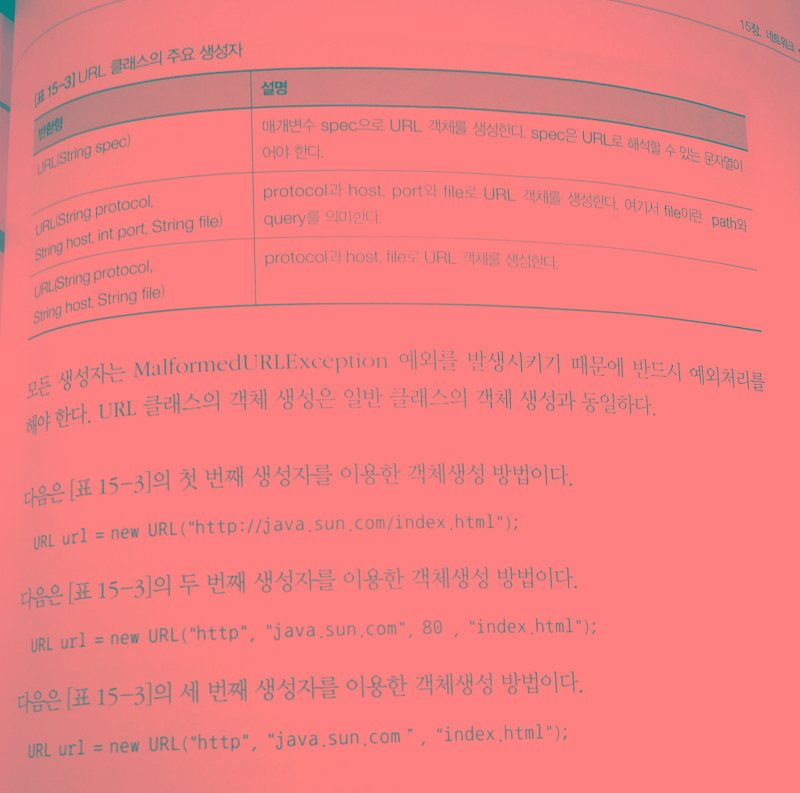 15장. 네트워크
[표 15-3] URL 클래스의 주요 생성자
반환형
설명
URL(String spec)
매개변수 spec으로 URL 객체를 생성한다. spec은 URL로 해석할 수 있는 문자열이
어야 한다.
URL(String protocol,
String host, int port, String file)
protocol과 host, port와 file로 URL 객체를 생성한다. 여기서 file이란 path와
query를 의미한다.
URL(String protocol,
String host, String file)
protocol과 host, file로 URL 객체를 생성한다.
모든 생성자는 MalformedURLException 예외를 발생시키기 때문에 반드시 예외처리를
해야 한다. URL 클래스의 객체 생성은 일반 클래스의 객체 생성과 동일하다.
다음은 [표 15-3]의 첫 번째 생성자를 이용한 객체생성 방법이다.
URL url = new URL("http://java.sun.com/index.html");
다음은 [표 15-3]의 두 번째 생성자를 이용한 객체생성 방법이다.
URL url = new URL("http", "java.sun.com", 80 , "index.html");
다음은 [표 15-3]의 세 번째 생성자를 이용한 객체생성 방법이다.
URL url = new URL("http", "java.sun.com ” , "index.html");